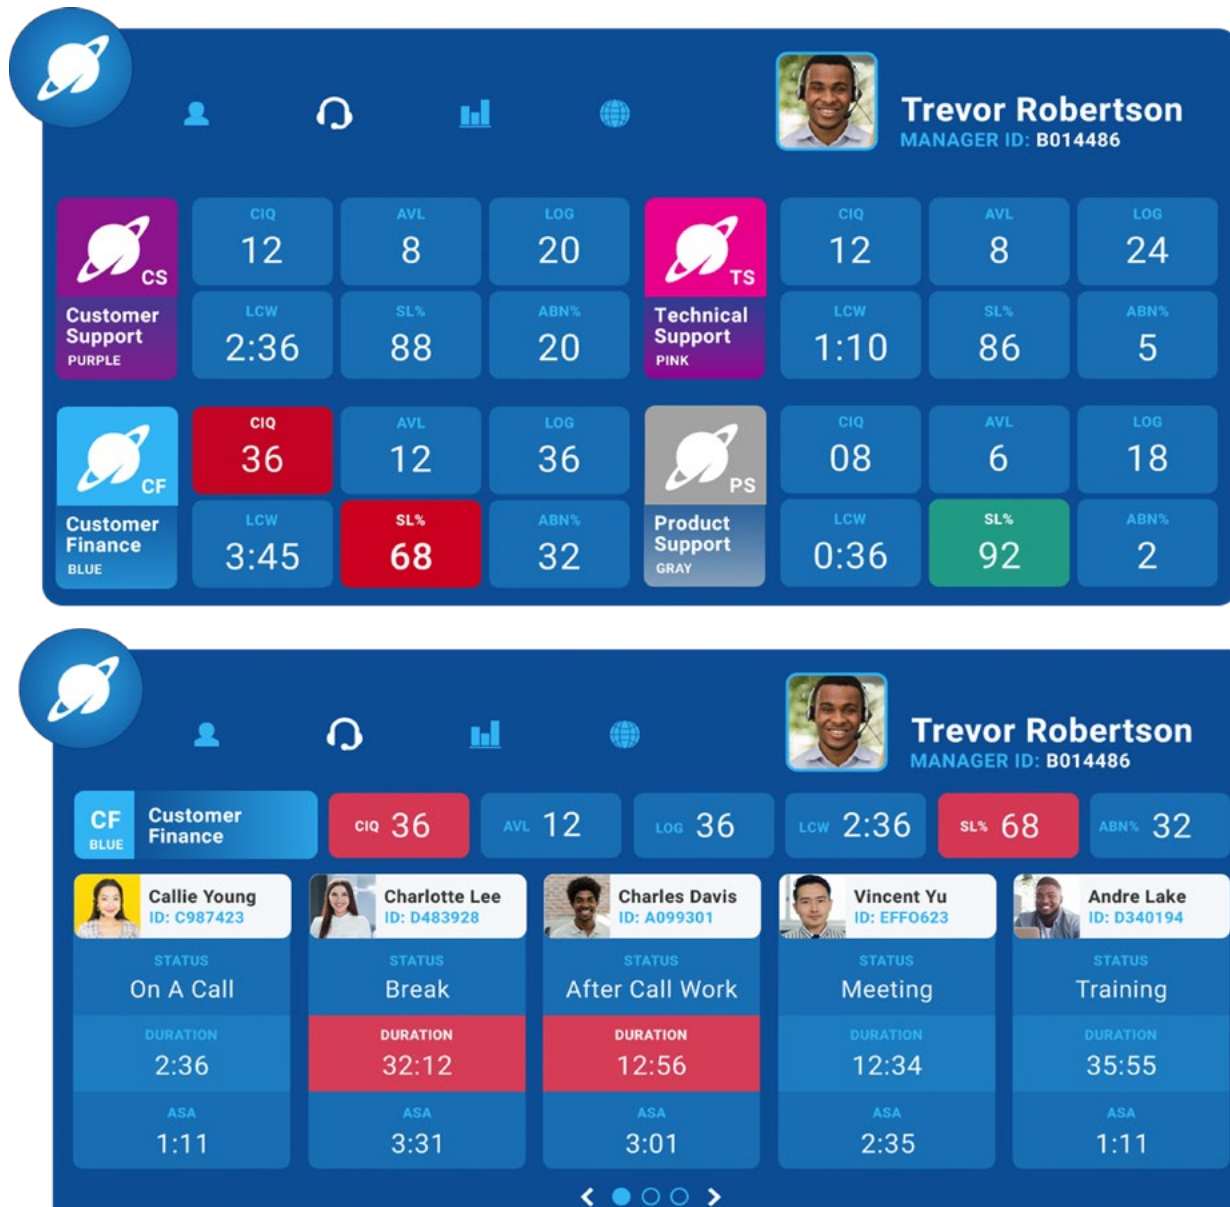 Trevor Robertson
MANAGER ID: B014486
CS
Customer
Support
PURPLE
CIQ
12
AVL
8
LOG
20
LCW
2:36
SL%
88
ABN%
20
TS
Technical
Support
PINK
CIQ
12
AVL
8
LOG
24
LCW
1:10
SL%
86
ABN%
5
CF
Customer
Finance
BLUE
CIQ
36
AVL
12
LOG
36
LCW
3:45
SL%
68
ABN%
32
PS
Product
Support
GRAY
CIQ
08
AVL
6
LOG
18
LCW
0:36
SL%
92
ABN%
2
Trevor Robertson
MANAGER ID: B014486
CF
BLUE
Customer
Finance
CIQ 36
AVL 12
LOG 36
LCW 2:36
SL% 68
ABN% 32
Callie Young
ID: C987423
STATUS
On A Call
DURATION
2:36
ASA
1:11
Charlotte Lee
ID: D483928
STATUS
Break
DURATION
32:12
ASA
3:31
Charles Davis
ID: A099301
STATUS
After Call Work
DURATION
12:56
ASA
3:01
Vincent Yu
ID: EFFO623
STATUS
Meeting
DURATION
12:34
ASA
2:35
Andre Lake
ID: D340194
STATUS
Training
DURATION
35:55
ASA
1:11